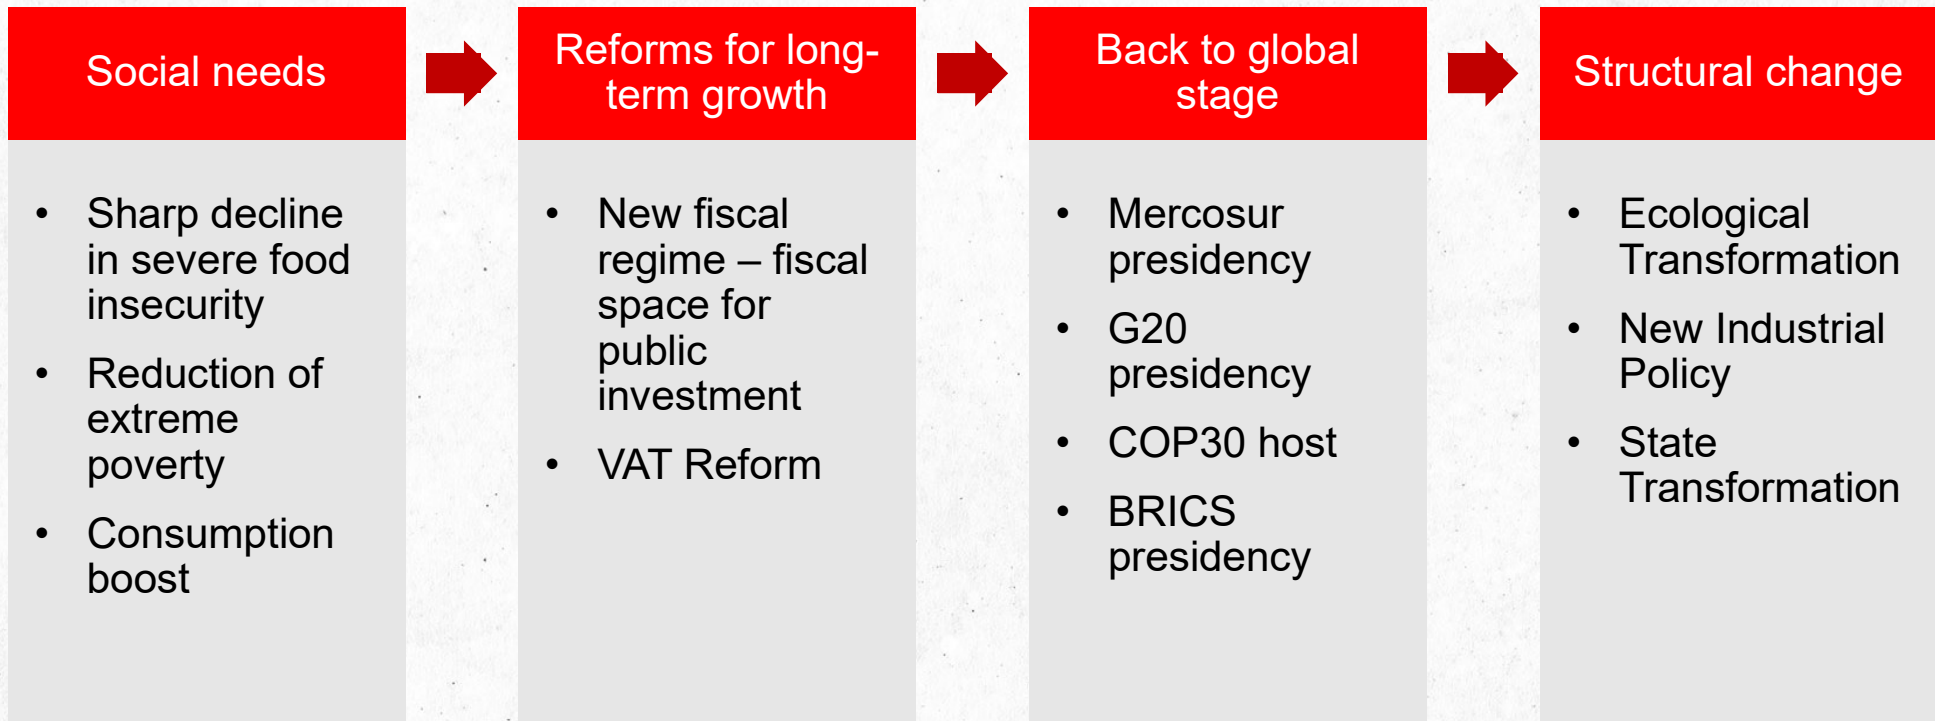 Social needs
• Sharp decline
in severe food
insecurity
• Reduction of
extreme
poverty
• Consumption
boost
Reforms for long-
term growth
• New fiscal
regime – fiscal
space for
public
investment
• VAT Reform
Back to global
stage
• Mercosur
presidency
• G20
presidency
• COP30 host
• BRICS
presidency
Structural change
• Ecological
Transformation
• New Industrial
Policy
• State
Transformation